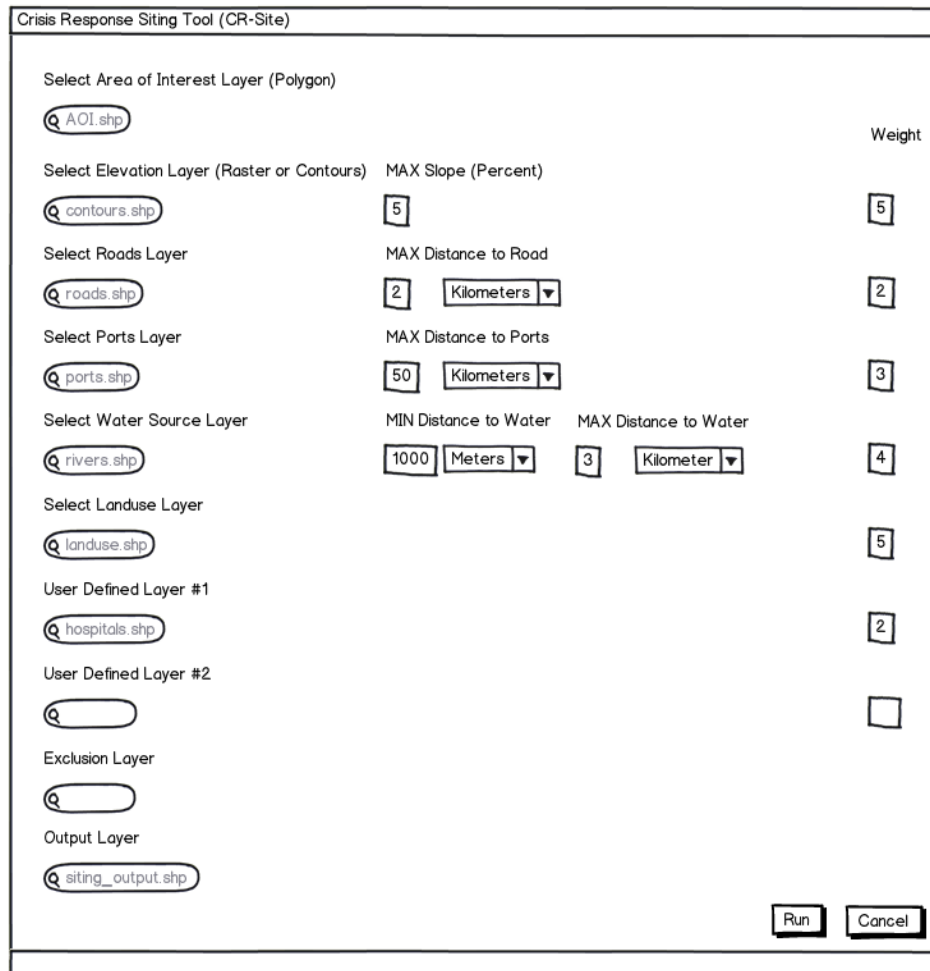 Crisis Response Siting Tool (CR-Site)
Select Area of Interest Layer (Polygon)
AOI.shp
Weight
Select Elevation Layer (Raster or Contours) MAX Slope (Percent)
contours.shp 5 5
Select Roads Layer MAX Distance to Road
roads.shp 2 Kilometers 2
Select Ports Layer MAX Distance to Ports
ports.shp 50 Kilometers 3
Select Water Source Layer MIN Distance to Water MAX Distance to Water
rivers.shp 1000 Meters 3 Kilometer 4
Select Landuse Layer
landuse.shp 5
User Defined Layer #1
hospitals.shp 2
User Defined Layer #2
Exclusion Layer
Output Layer
siting_output.shp
Run Cancel